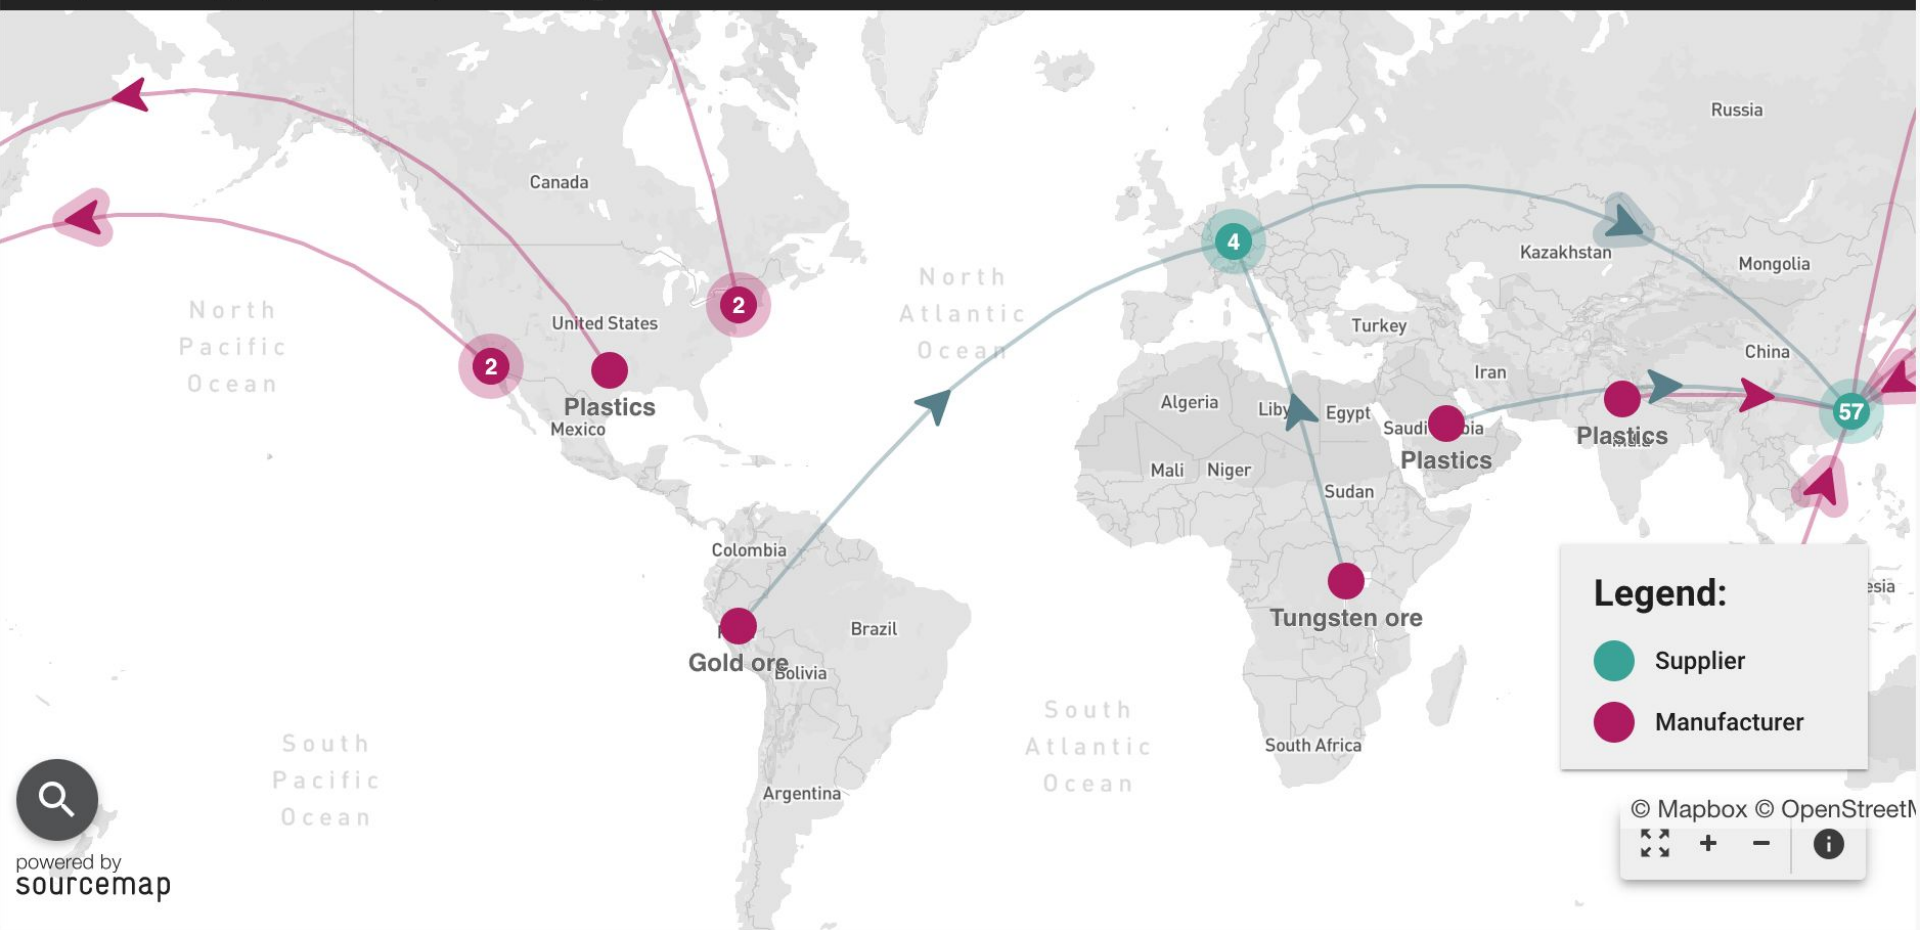 Russia
Canada
4
Kazakhstan
Mongolia
North
Pacific
Ocean
North
Atlantic
Ocean
2
United States
Turkey
China
2
Iran
Plastics
Mexico
Algeria
Egypt
57
Plastics
Plastics
Mali
Niger
Sudan
Colombia
Tungsten ore
Brazil
Gold ore
Bolivia
Legend:
Supplier
Manufacturer
South
Atlantic
Ocean
South Africa
South
Pacific
Ocean
Argentina
© Mapbox © OpenStreetM
powered by
sourcemap